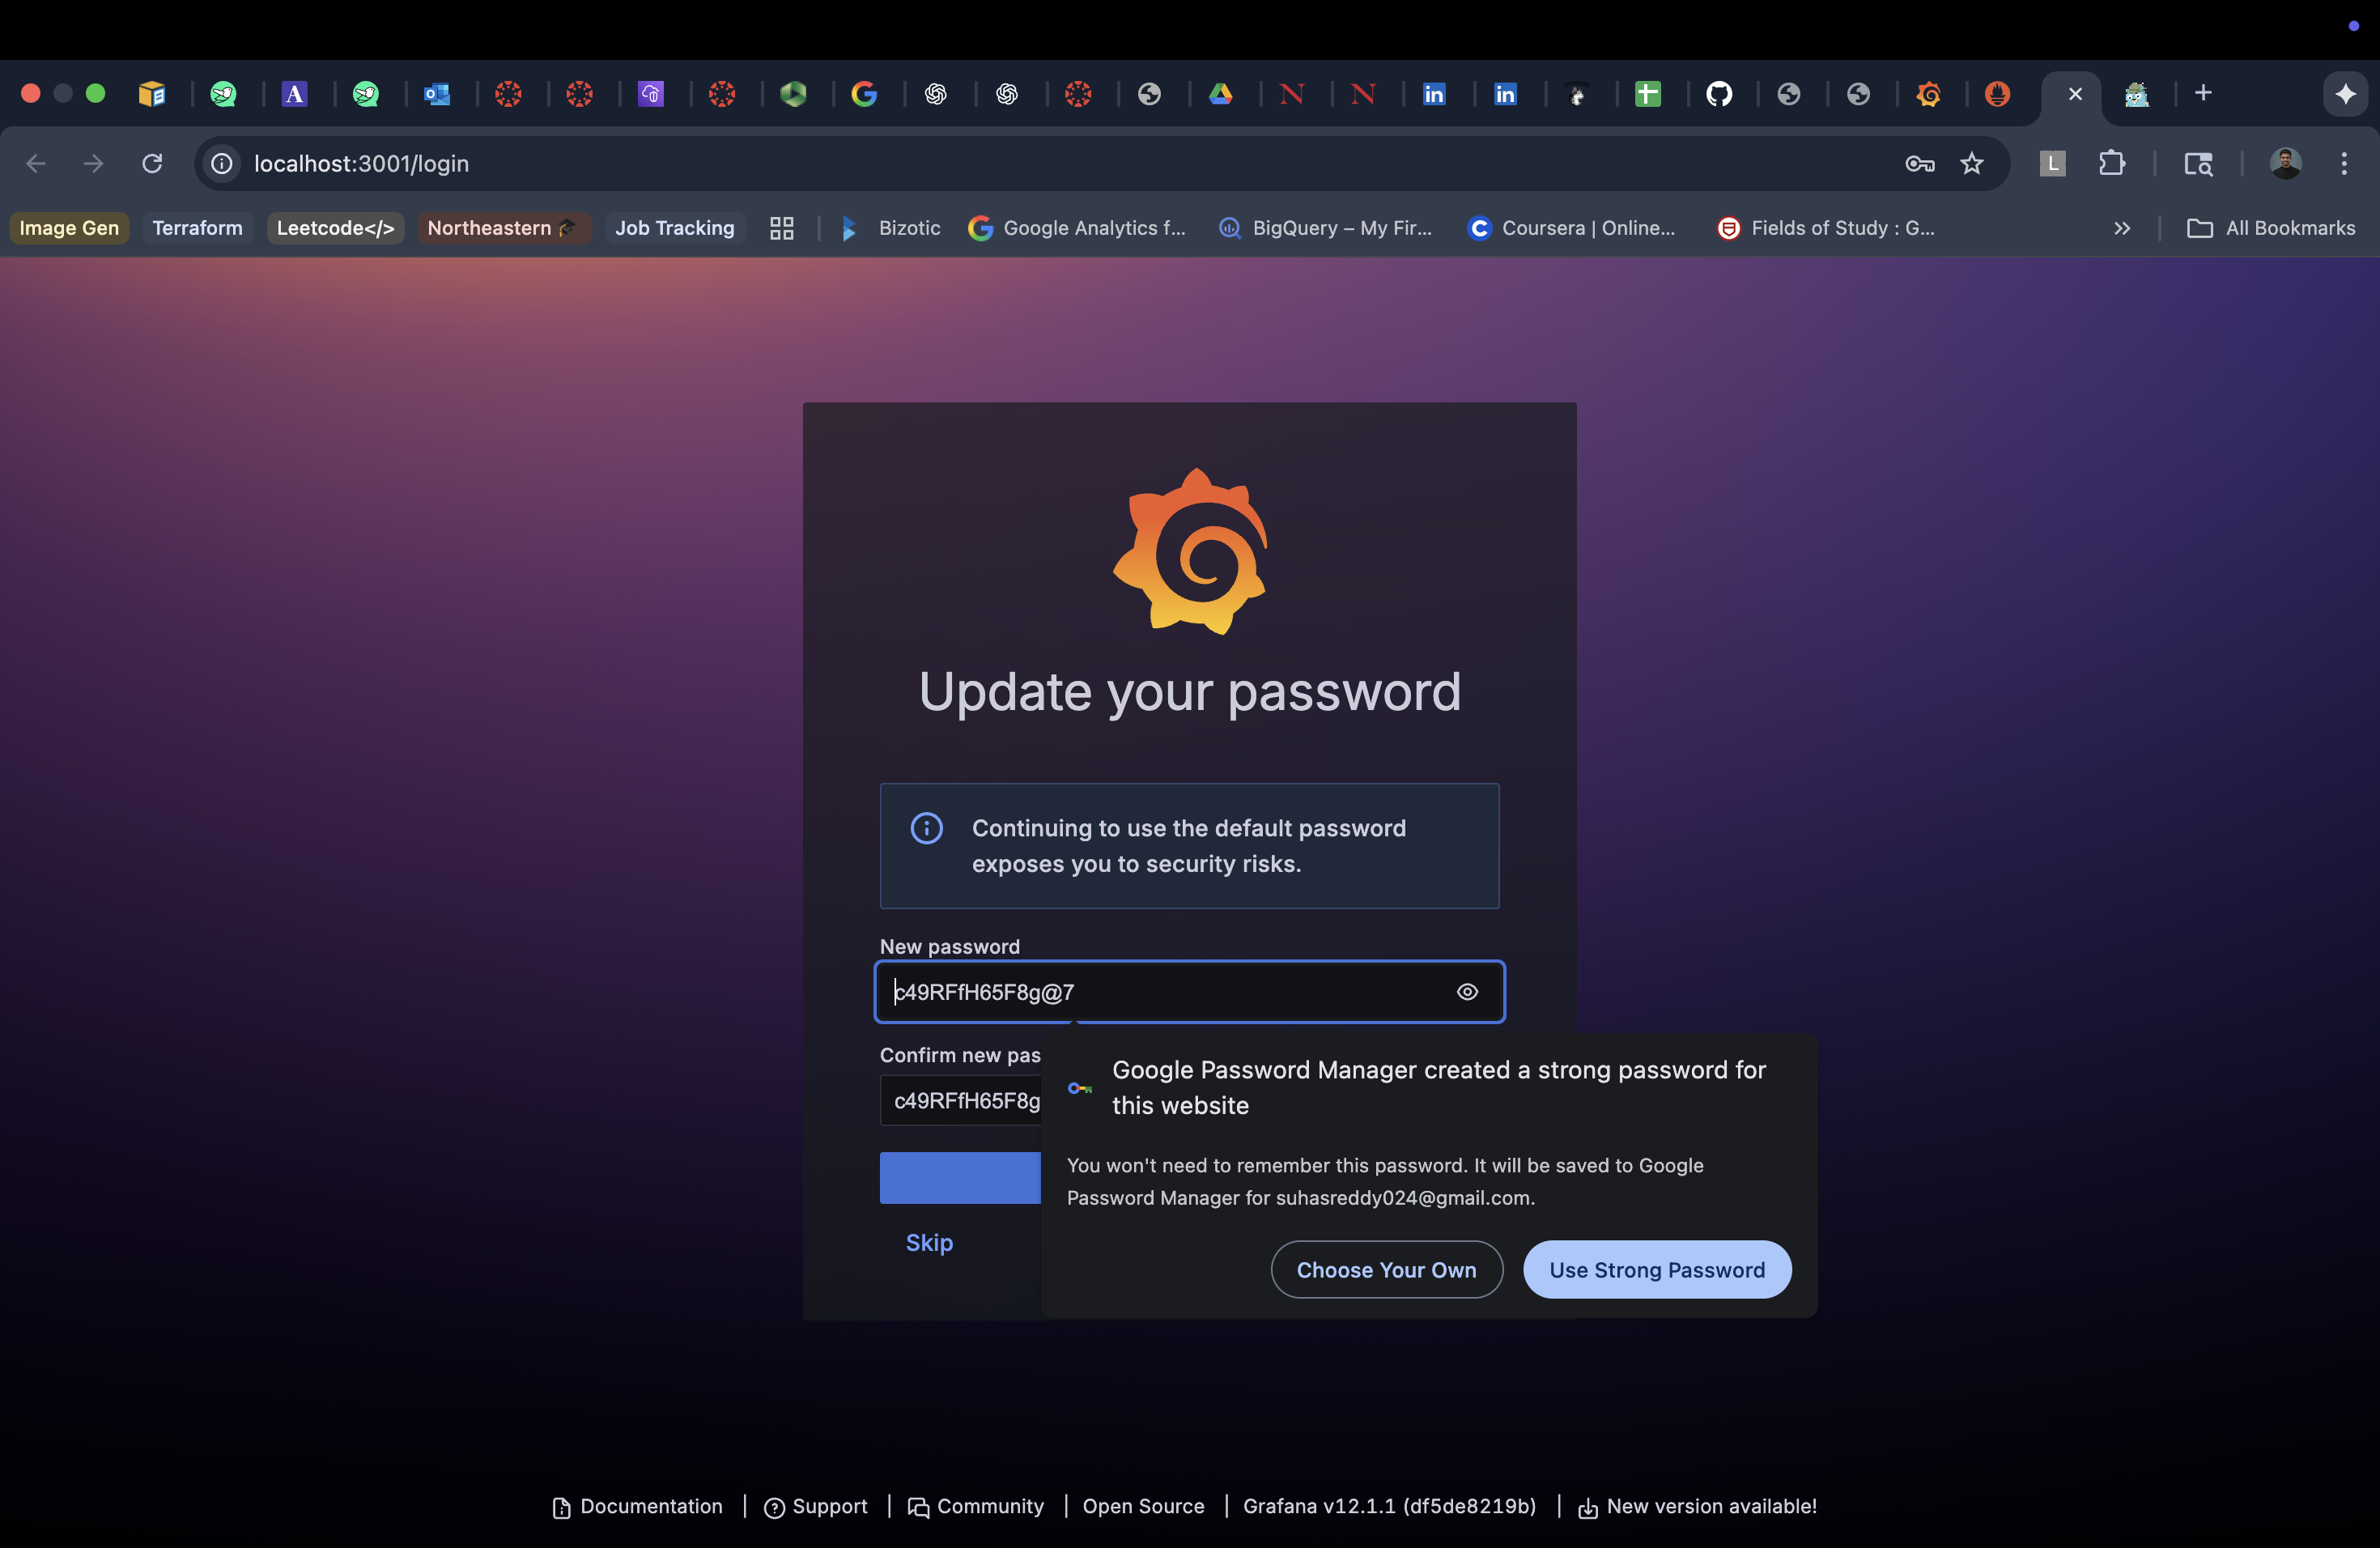 localhost:3001/login
L
Image Gen
Terraform
Leetcode</>
Northeastern 🎓
Job Tracking
Bizotic
Google Analytics f...
BigQuery – My Fir...
Coursera | Online...
Fields of Study : G...
All Bookmarks
Update your password
Continuing to use the default password
exposes you to security risks.
New password
c49RFfH65F8g@7
Confirm new pas
c49RFfH65F8g
Google Password Manager created a strong password for
this website
You won't need to remember this password. It will be saved to Google
Password Manager for suhasreddy024@gmail.com.
Skip
Choose Your Own
Use Strong Password
Documentation | Support | Community | Open Source | Grafana v12.1.1 (df5de8219b) | New version available!